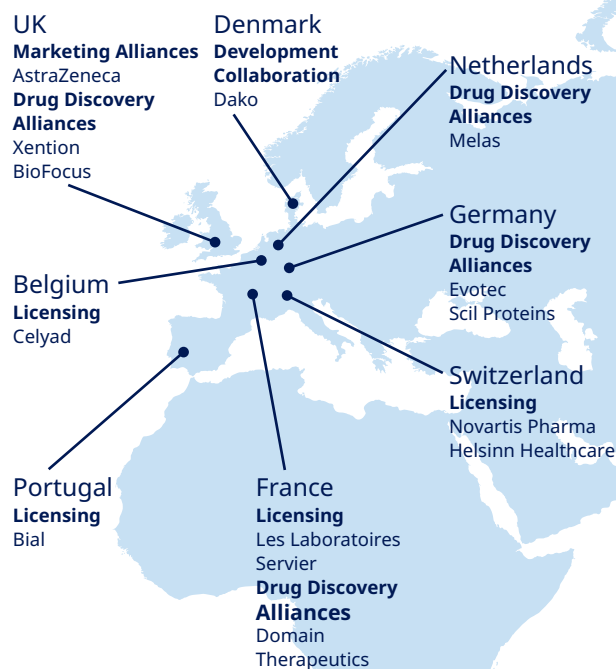 UK
Marketing Alliances
AstraZeneca
Drug Discovery
Alliances
Xention
BioFocus
Denmark
Development
Collaboration
Dako
Netherlands
Drug Discovery
Alliances
Melas
Germany
Drug Discovery
Alliances
Evotec
Scil Proteins
Belgium
Licensing
Celyad
Switzerland
Licensing
Novartis Pharma
Helsinn Healthcare
Portugal
Licensing
Bial
France
Licensing
Les Laboratoires
Servier
Drug Discovery
Alliances
Domain
Therapeutics